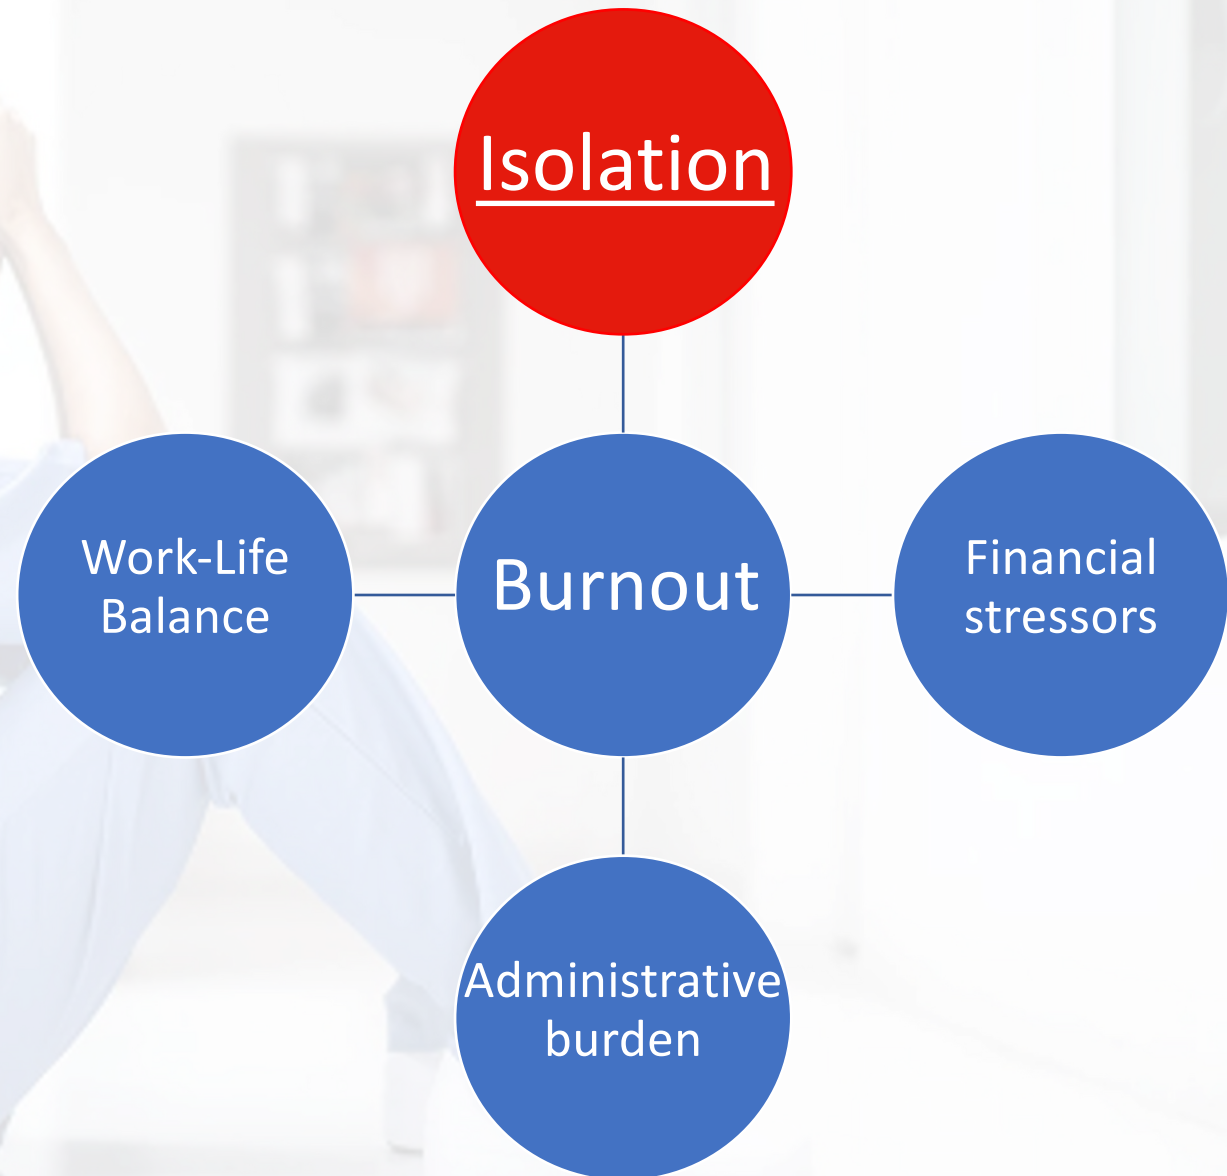 Isolation
Work-Life
Balance
Burnout
Financial
stressors
Administrative
burden